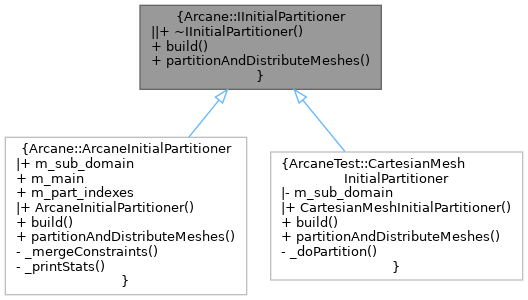 {Arcane::IInitialPartitioner
||+ ~IInitialPartitioner()
+ build()
+ partitionAndDistributeMeshes()
}
{Arcane::ArcaneInitialPartitioner
|+ m_sub_domain
+ m_main
+ m_part_indexes
|+ ArcaneInitialPartitioner()
+ build()
+ partitionAndDistributeMeshes()
- _mergeConstraints()
- _printStats()
}
{ArcaneTest::CartesianMesh
InitialPartitioner
|- m_sub_domain
|+ CartesianMeshInitialPartitioner()
+ build()
+ partitionAndDistributeMeshes()
- _doPartition()
}